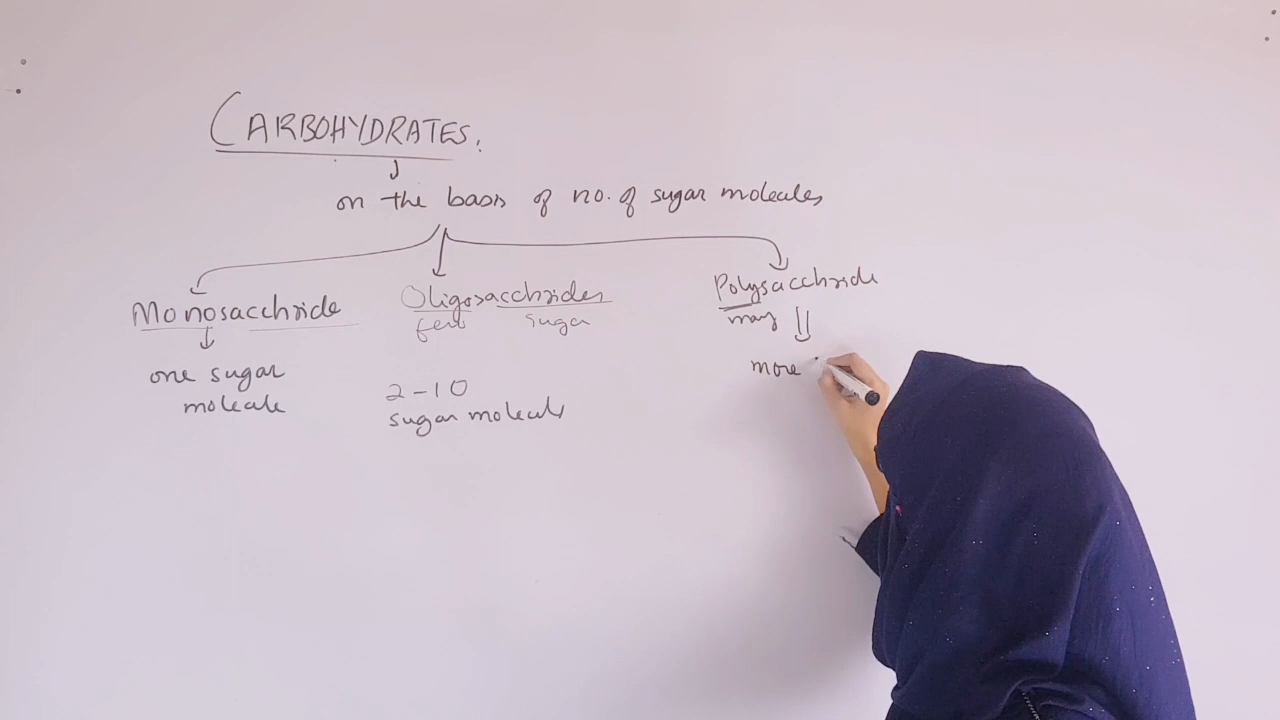 CARBOHYDRATES.
on the basis of no. of sugar molecules
Monosacchride
one sugar
molecule
Oligosacchrides
few sugar
2-10
sugar molecule
Polysacchride
many
more